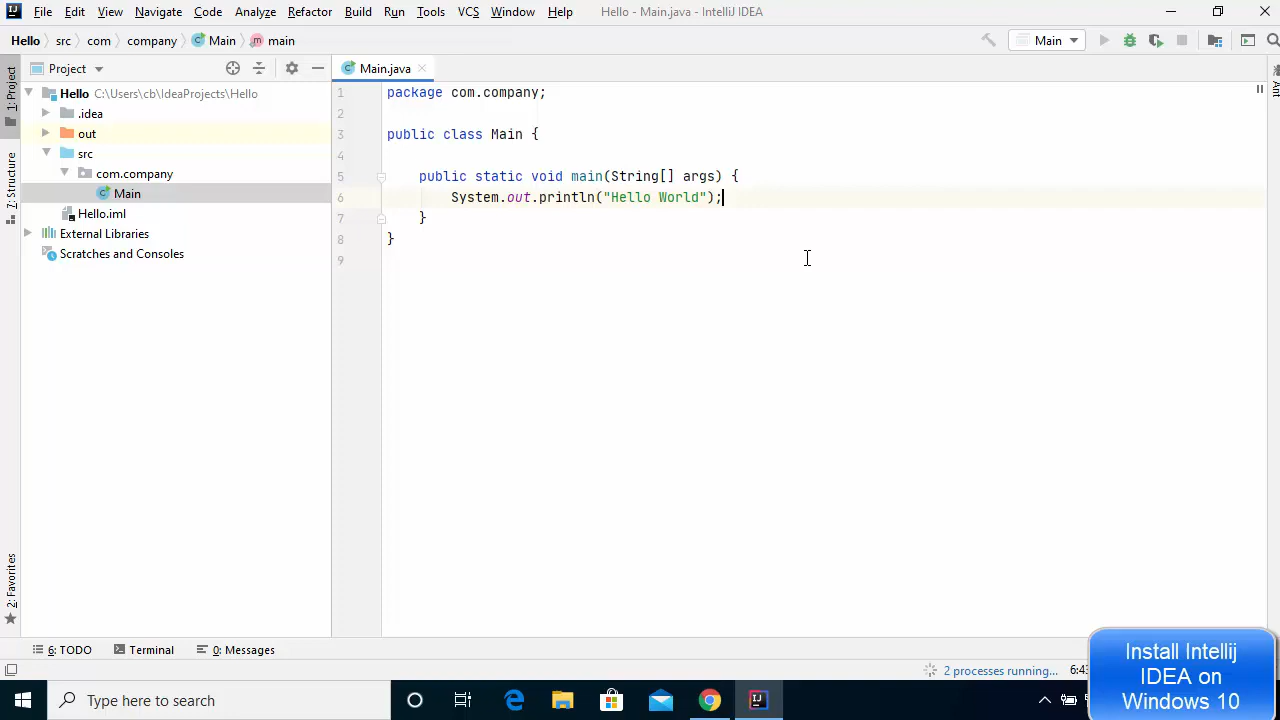 File Edit View Navigate Code Analyze Refactor Build Run Tools VCS Window Help Hello - Main.java - IntelliJ IDEA
Hello src com company Main main Main
1: Project
Project
Main.java
Ant
Hello C:\Users\cb\IdeaProjects\Hello
.idea
out
src
com.company
Main
Hello.iml
External Libraries
Scratches and Consoles
7: Structure
2: Favorites
1 package com.company;
2
3 public class Main {
4
5 public static void main(String[] args) {
6 System.out.println("Hello World");
7 }
8 }
9
6: TODO Terminal 0: Messages
2 processes running... 6:43
Install Intellij
IDEA on
Windows 10
Type here to search